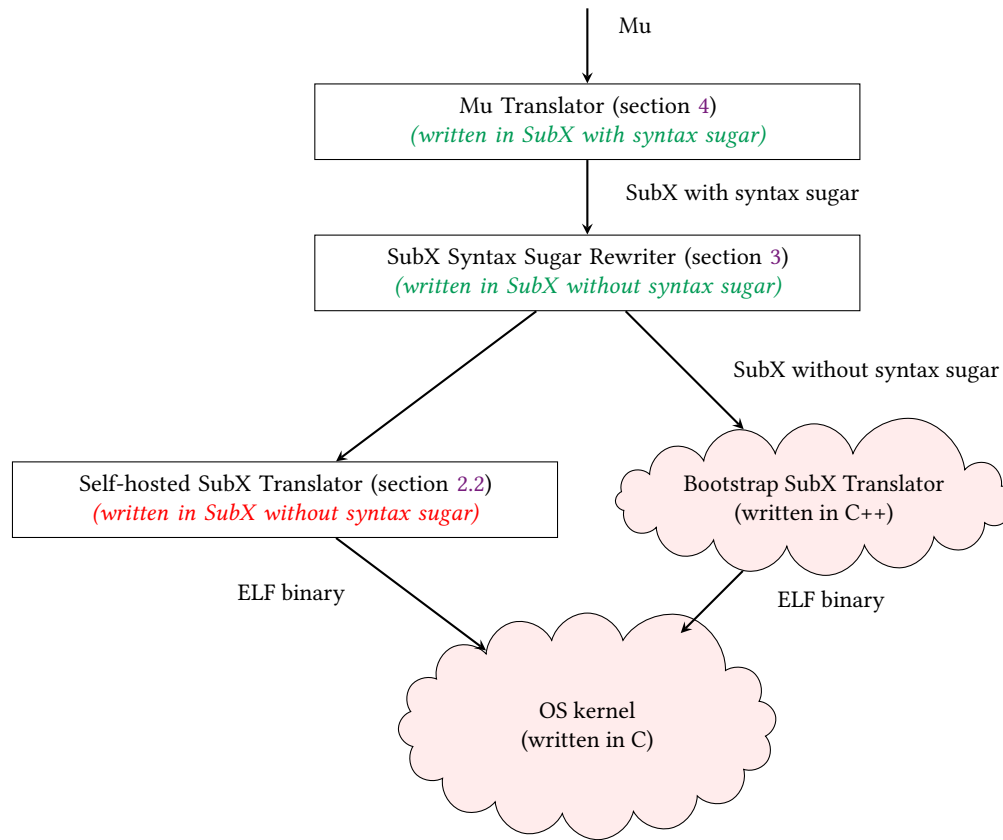 Mu
Mu Translator (section 4)
(written in SubX with syntax sugar)
SubX with syntax sugar
SubX Syntax Sugar Rewriter (section 3)
(written in SubX without syntax sugar)
SubX without syntax sugar
Self-hosted SubX Translator (section 2.2)
(written in SubX without syntax sugar)
Bootstrap SubX Translator
(written in C++)
ELF binary
ELF binary
OS kernel
(written in C)